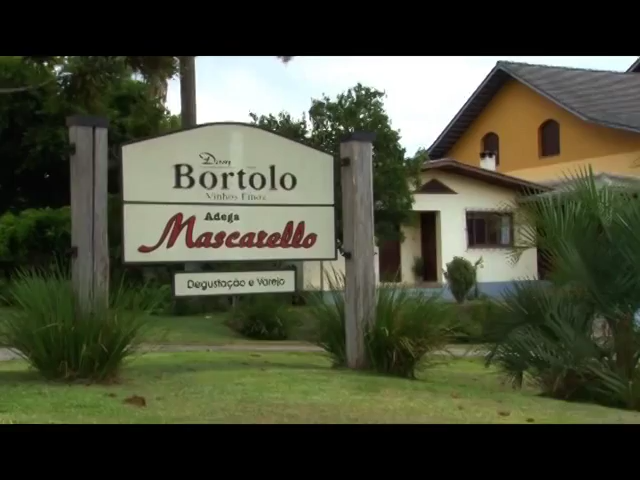 Dom
Bortolo
Vinhos Finos
Adega
Mascarello
Degustação e Varejo